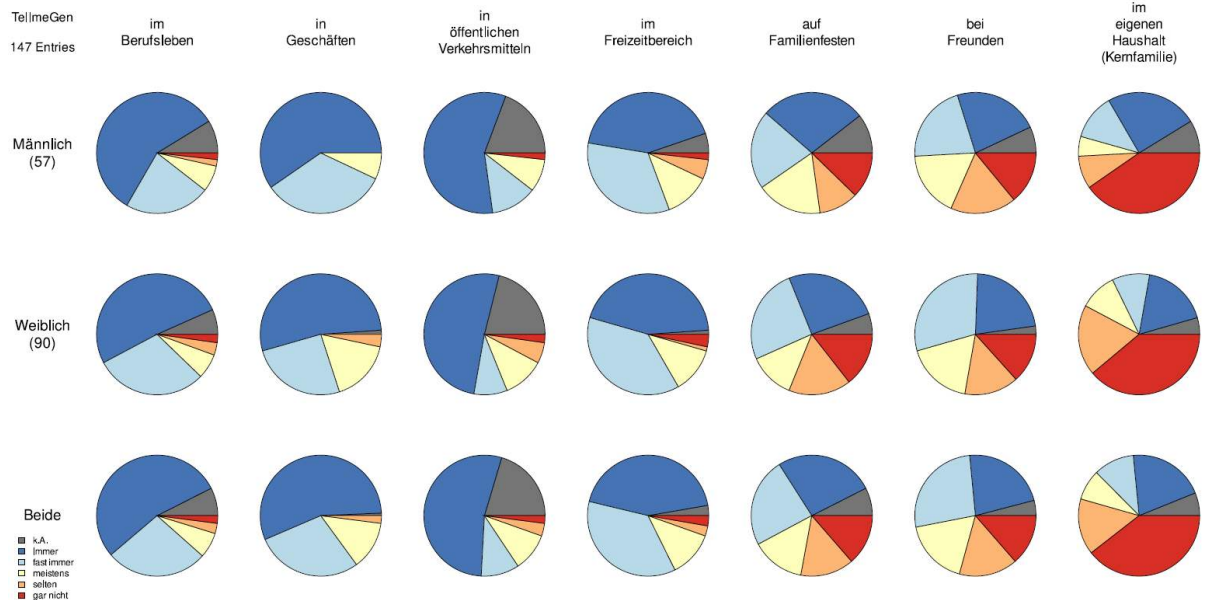 TellmeGen
147 Entries
im
Berufsleben
in
Geschäften
in
öffentlichen
Verkehrsmitteln
im
Freizeitbereich
auf
Familienfesten
bei
Freunden
im
eigenen
Haushalt
(Kernfamilie)
Männlich
(57)
Weiblich
(90)
Beide
k.A.
Immer
fast immer
meistens
selten
gar nicht